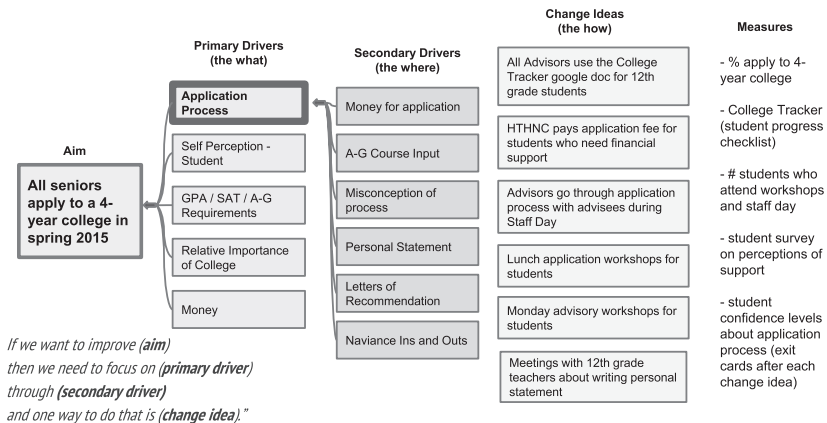 Aim
All seniors
apply to a 4-
year college in
spring 2015
Primary Drivers
(the what)
Application
Process
Self Perception -
Student
GPA / SAT / A-G
Requirements
Relative Importance
of College
Money
Secondary Drivers
(the where)
Money for application
A-G Course Input
Misconception of
process
Personal Statement
Letters of
Recommendation
Naviance Ins and Outs
Change Ideas
(the how)
All Advisors use the College
Tracker google doc for 12th
grade students
HTHNC pays application fee for
students who need financial
support
Advisors go through application
process with advisees during
Staff Day
Lunch application workshops for
students
Monday advisory workshops for
students
Meetings with 12th grade
teachers about writing personal
statement
Measures
- % apply to 4-
year college
- College Tracker
(student progress
checklist)
- # students who
attend workshops
and staff day
- student survey
on perceptions of
support
- student
confidence levels
about application
process (exit
cards after each
change idea)
If we want to improve (aim)
then we need to focus on (primary driver)
through (secondary driver)
and one way to do that is (change idea)."